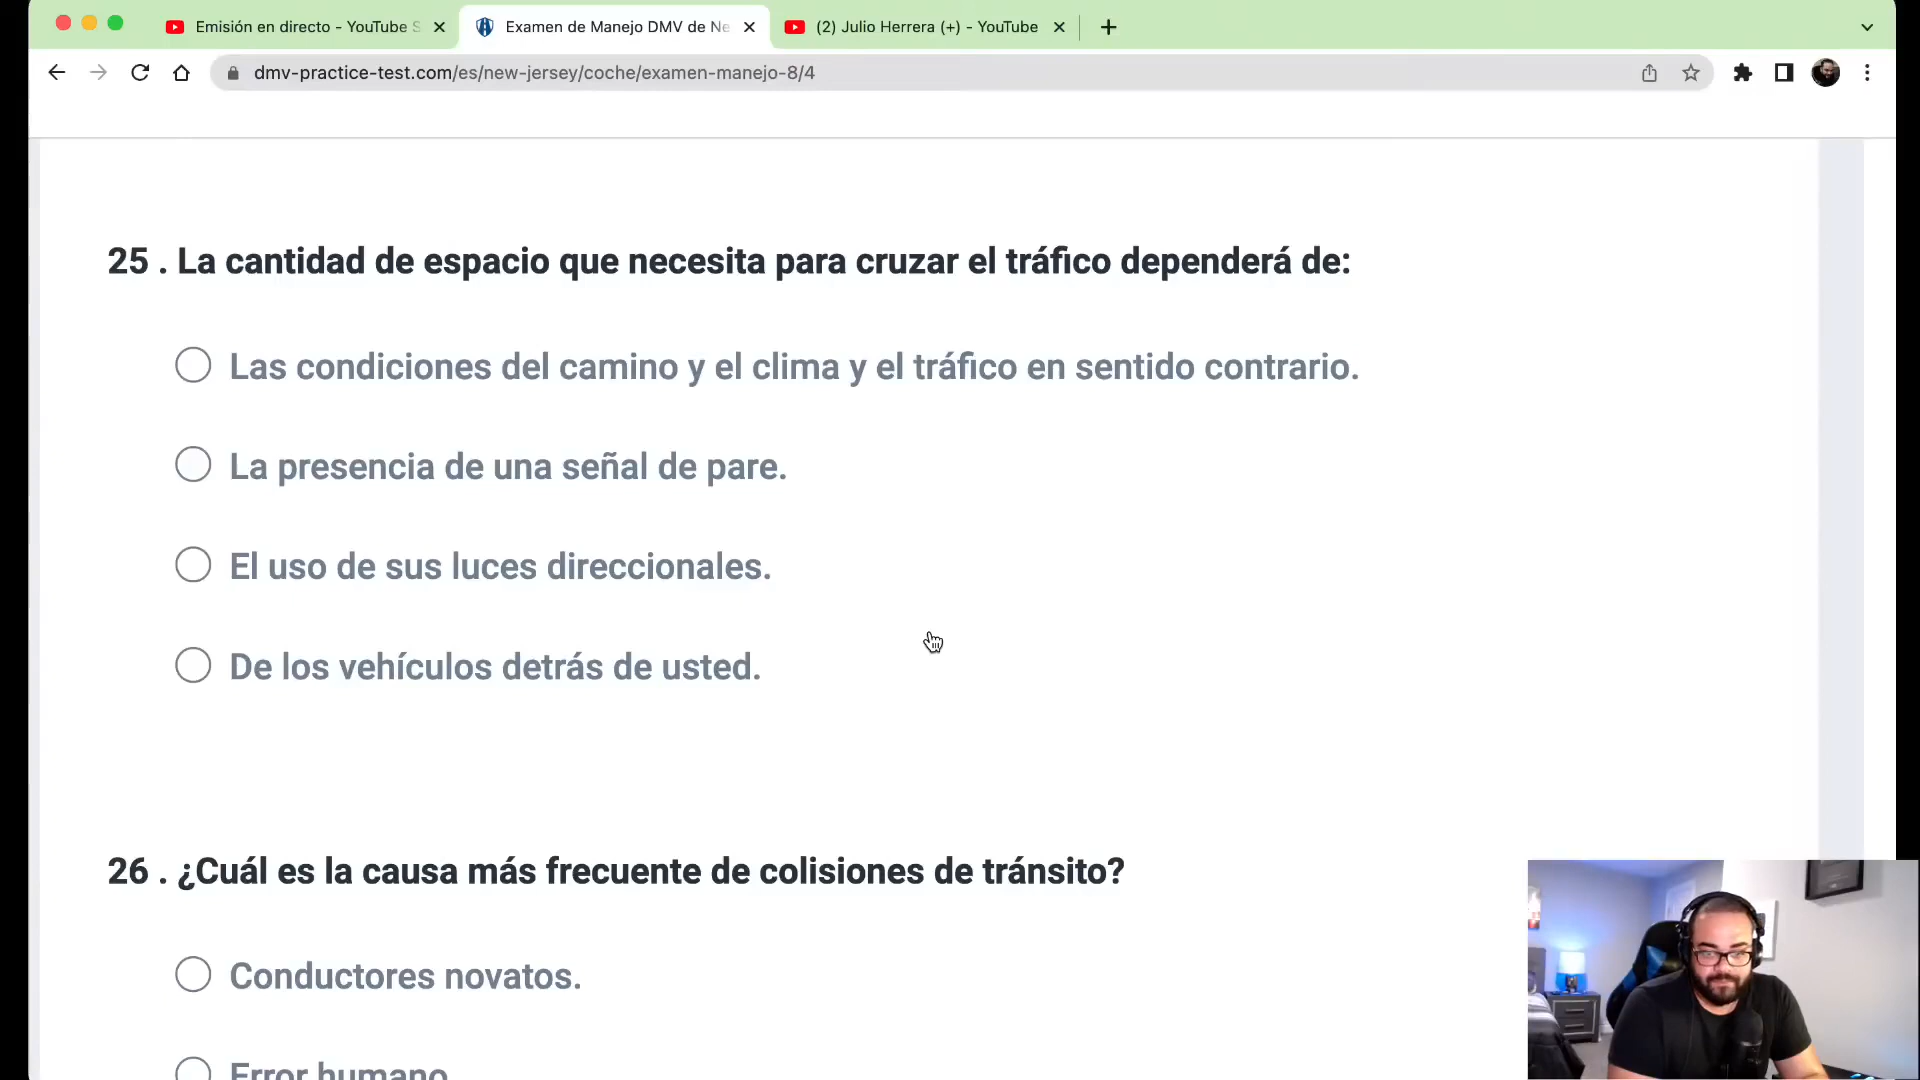 Emisión en directo - YouTube S
Examen de Manejo DMV de Ne
(2) Julio Herrera (+) - YouTube
dmv-practice-test.com/es/new-jersey/coche/examen-manejo-8/4
25 . La cantidad de espacio que necesita para cruzar el tráfico dependerá de:
Las condiciones del camino y el clima y el tráfico en sentido contrario.
La presencia de una señal de pare.
El uso de sus luces direccionales.
De los vehículos detrás de usted.
26 . ¿Cuál es la causa más frecuente de colisiones de tránsito?
Conductores novatos.
Error humano